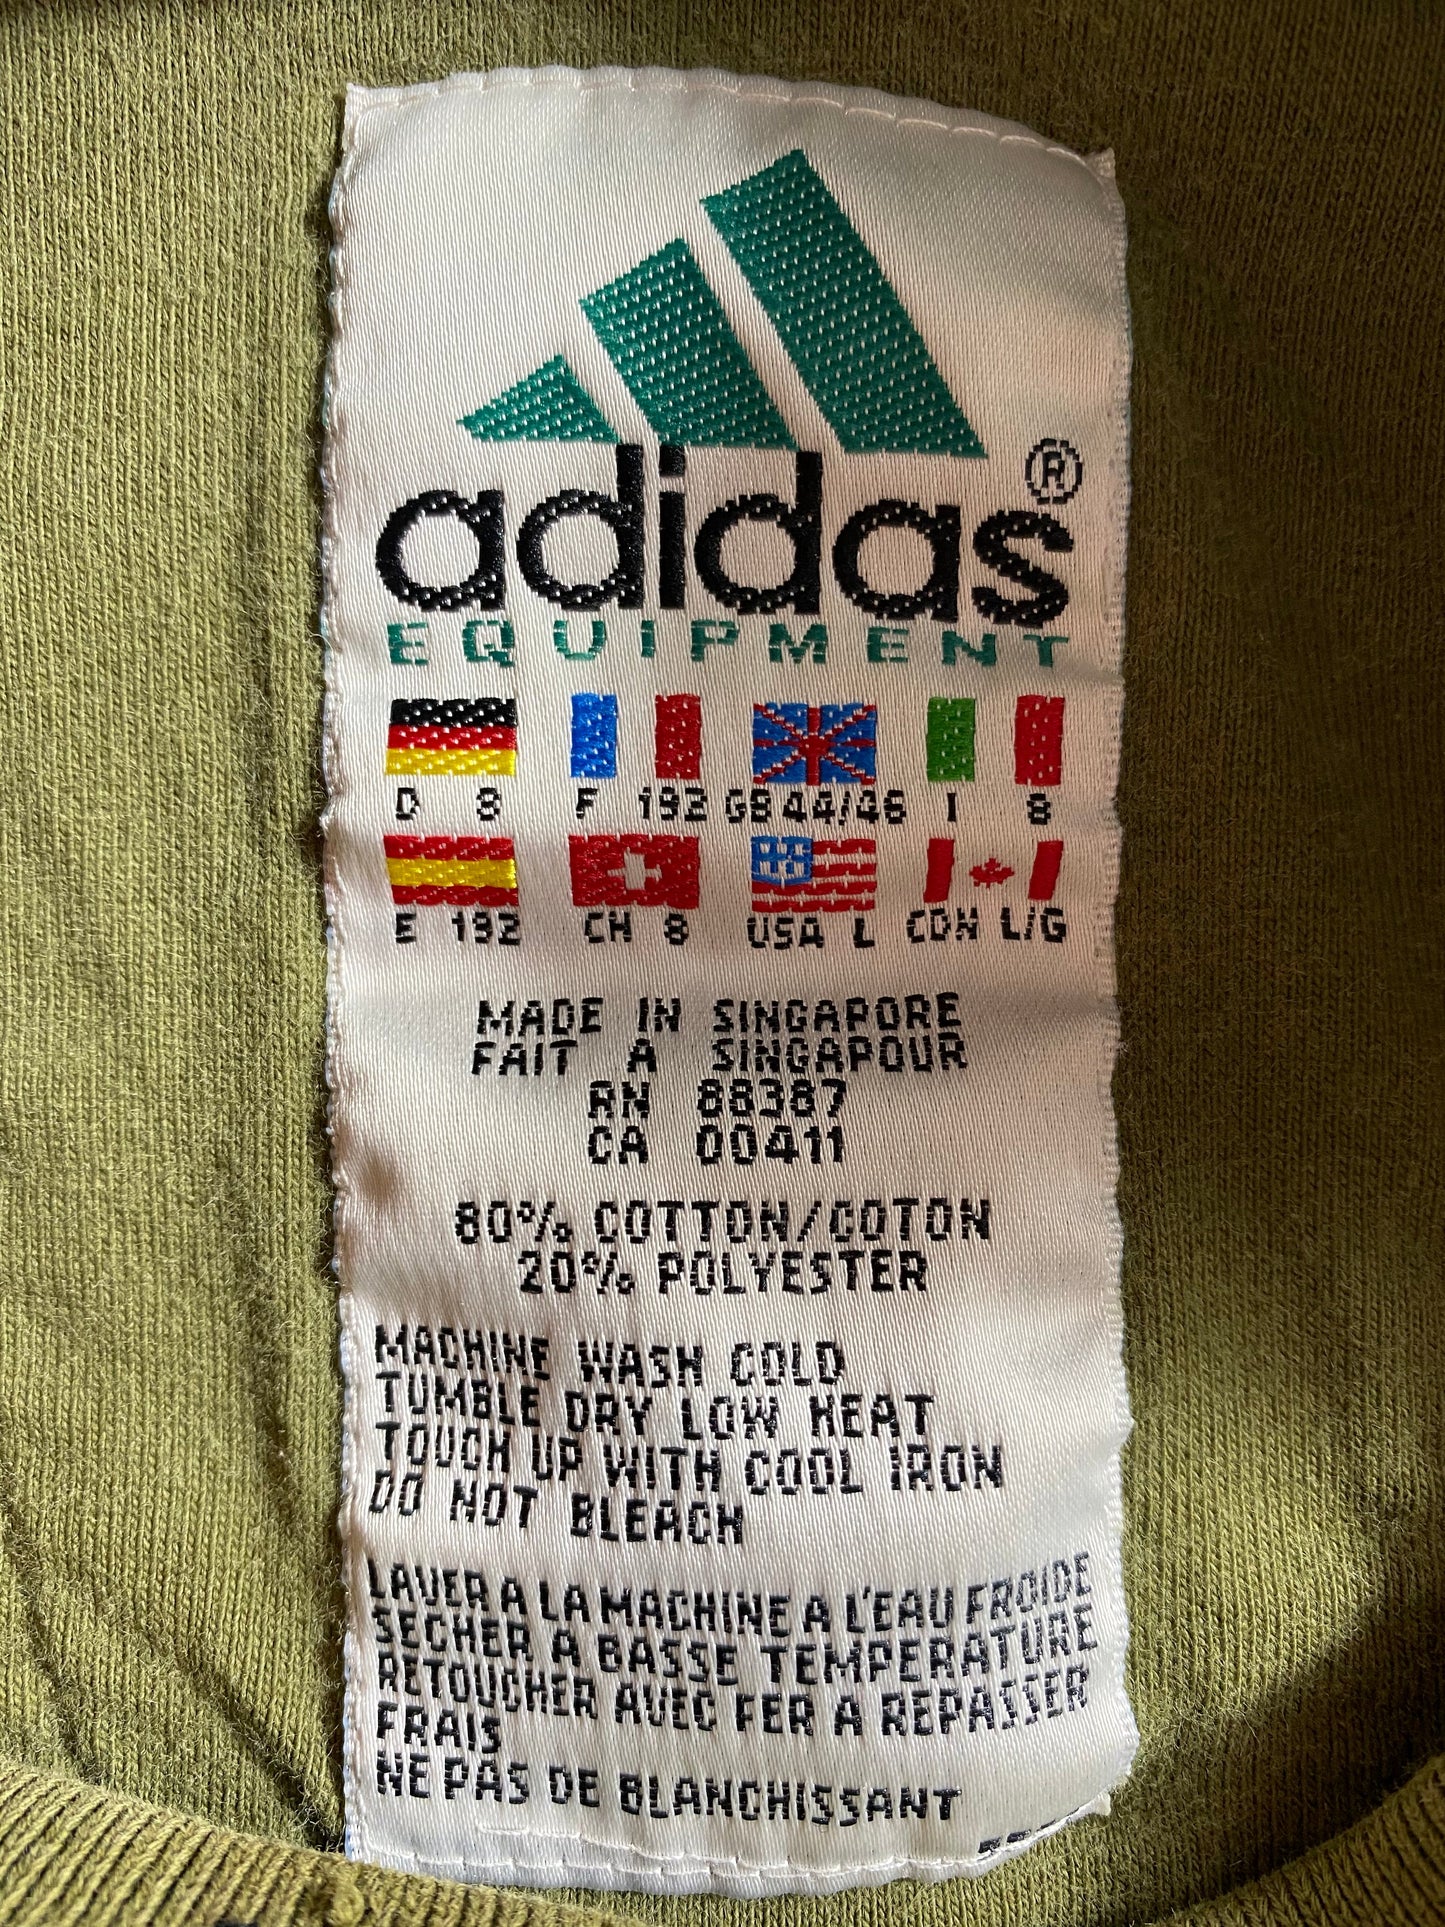 adidas®
EQUIPMENT
D 8 F 192 GB 44/46 I 8
E 192 CH 8 USA L CDN L/G
MADE IN SINGAPORE
FAIT A SINGAPOUR
RN 88387
CA 00411
80% COTTON/COTON
20% POLYESTER
MACHINE WASH COLD
TUMBLE DRY LOW HEAT
TOUCH UP WITH COOL IRON
DO NOT BLEACH
LAVER A LA MACHINE A L'EAU FROIDE
SECHER A BASSE TEMPERATURE
RETOUCHER AVEC FER A REPASSER
FRAIS
NE PAS DE BLANCHISSANT